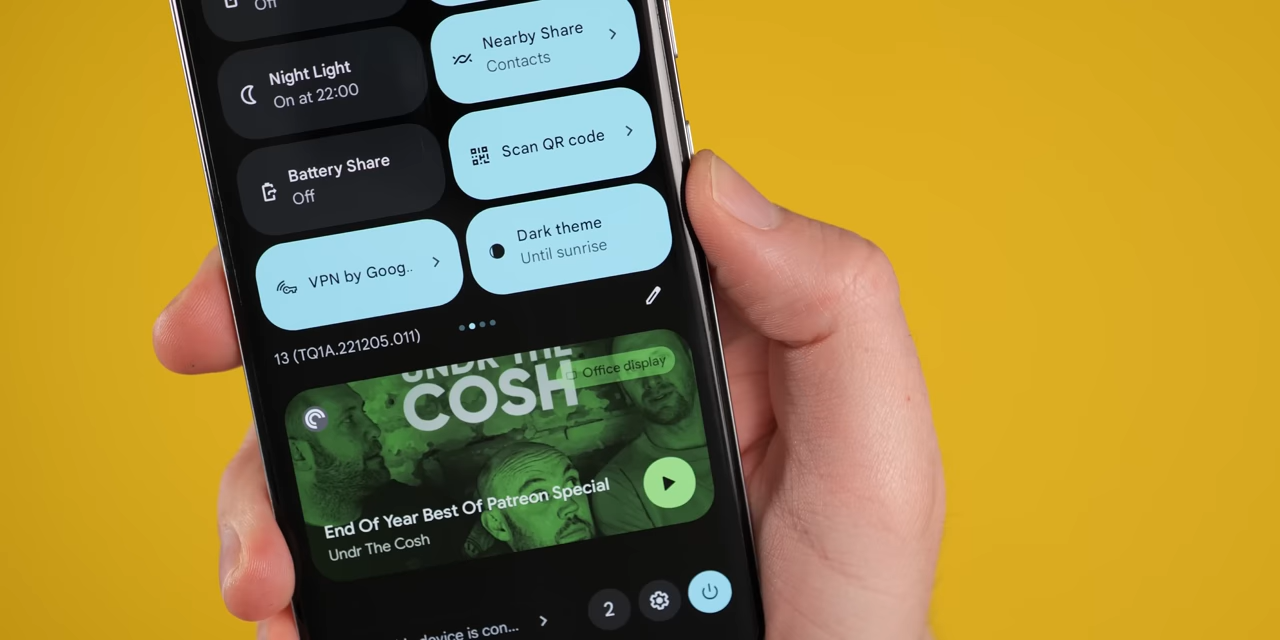 Off
Nearby Share
Contacts
Night Light
On at 22:00
Scan QR code
Battery Share
Off
Dark theme
Until sunrise
VPN by Goog..
13 (TQ1A.221205.011)
UNDR THE
COSH
Office display
End Of Year Best Of Patreon Special
Undr The Cosh
device is con...
2